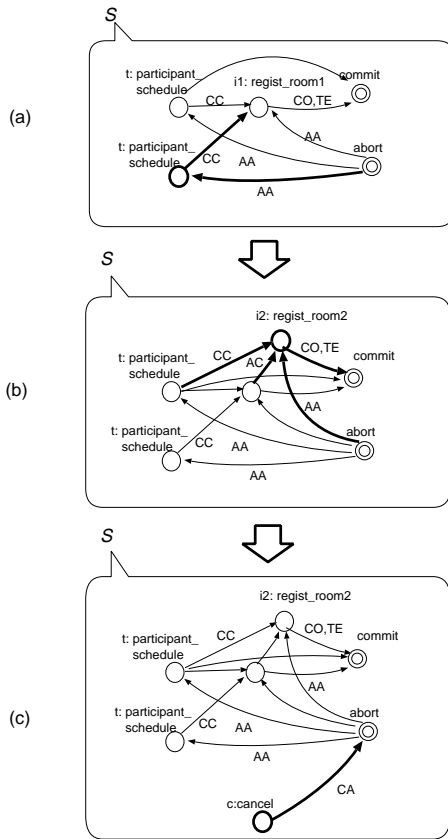 S
t: participant_
schedule
i1: regist_room1
commit
CC
CO,TE
(a)
AA
t: participant_
schedule
CC
AA
abort
AA
S
i2: regist_room2
CC
CO,TE
t: participant_
schedule
AC
commit
(b)
AA
t: participant_
schedule
CC
AA
abort
AA
S
i2: regist_room2
CC
CO,TE
t: participant_
schedule
commit
AA
(c)
t: participant_
schedule
CC
AA
abort
AA
c:cancel
CA